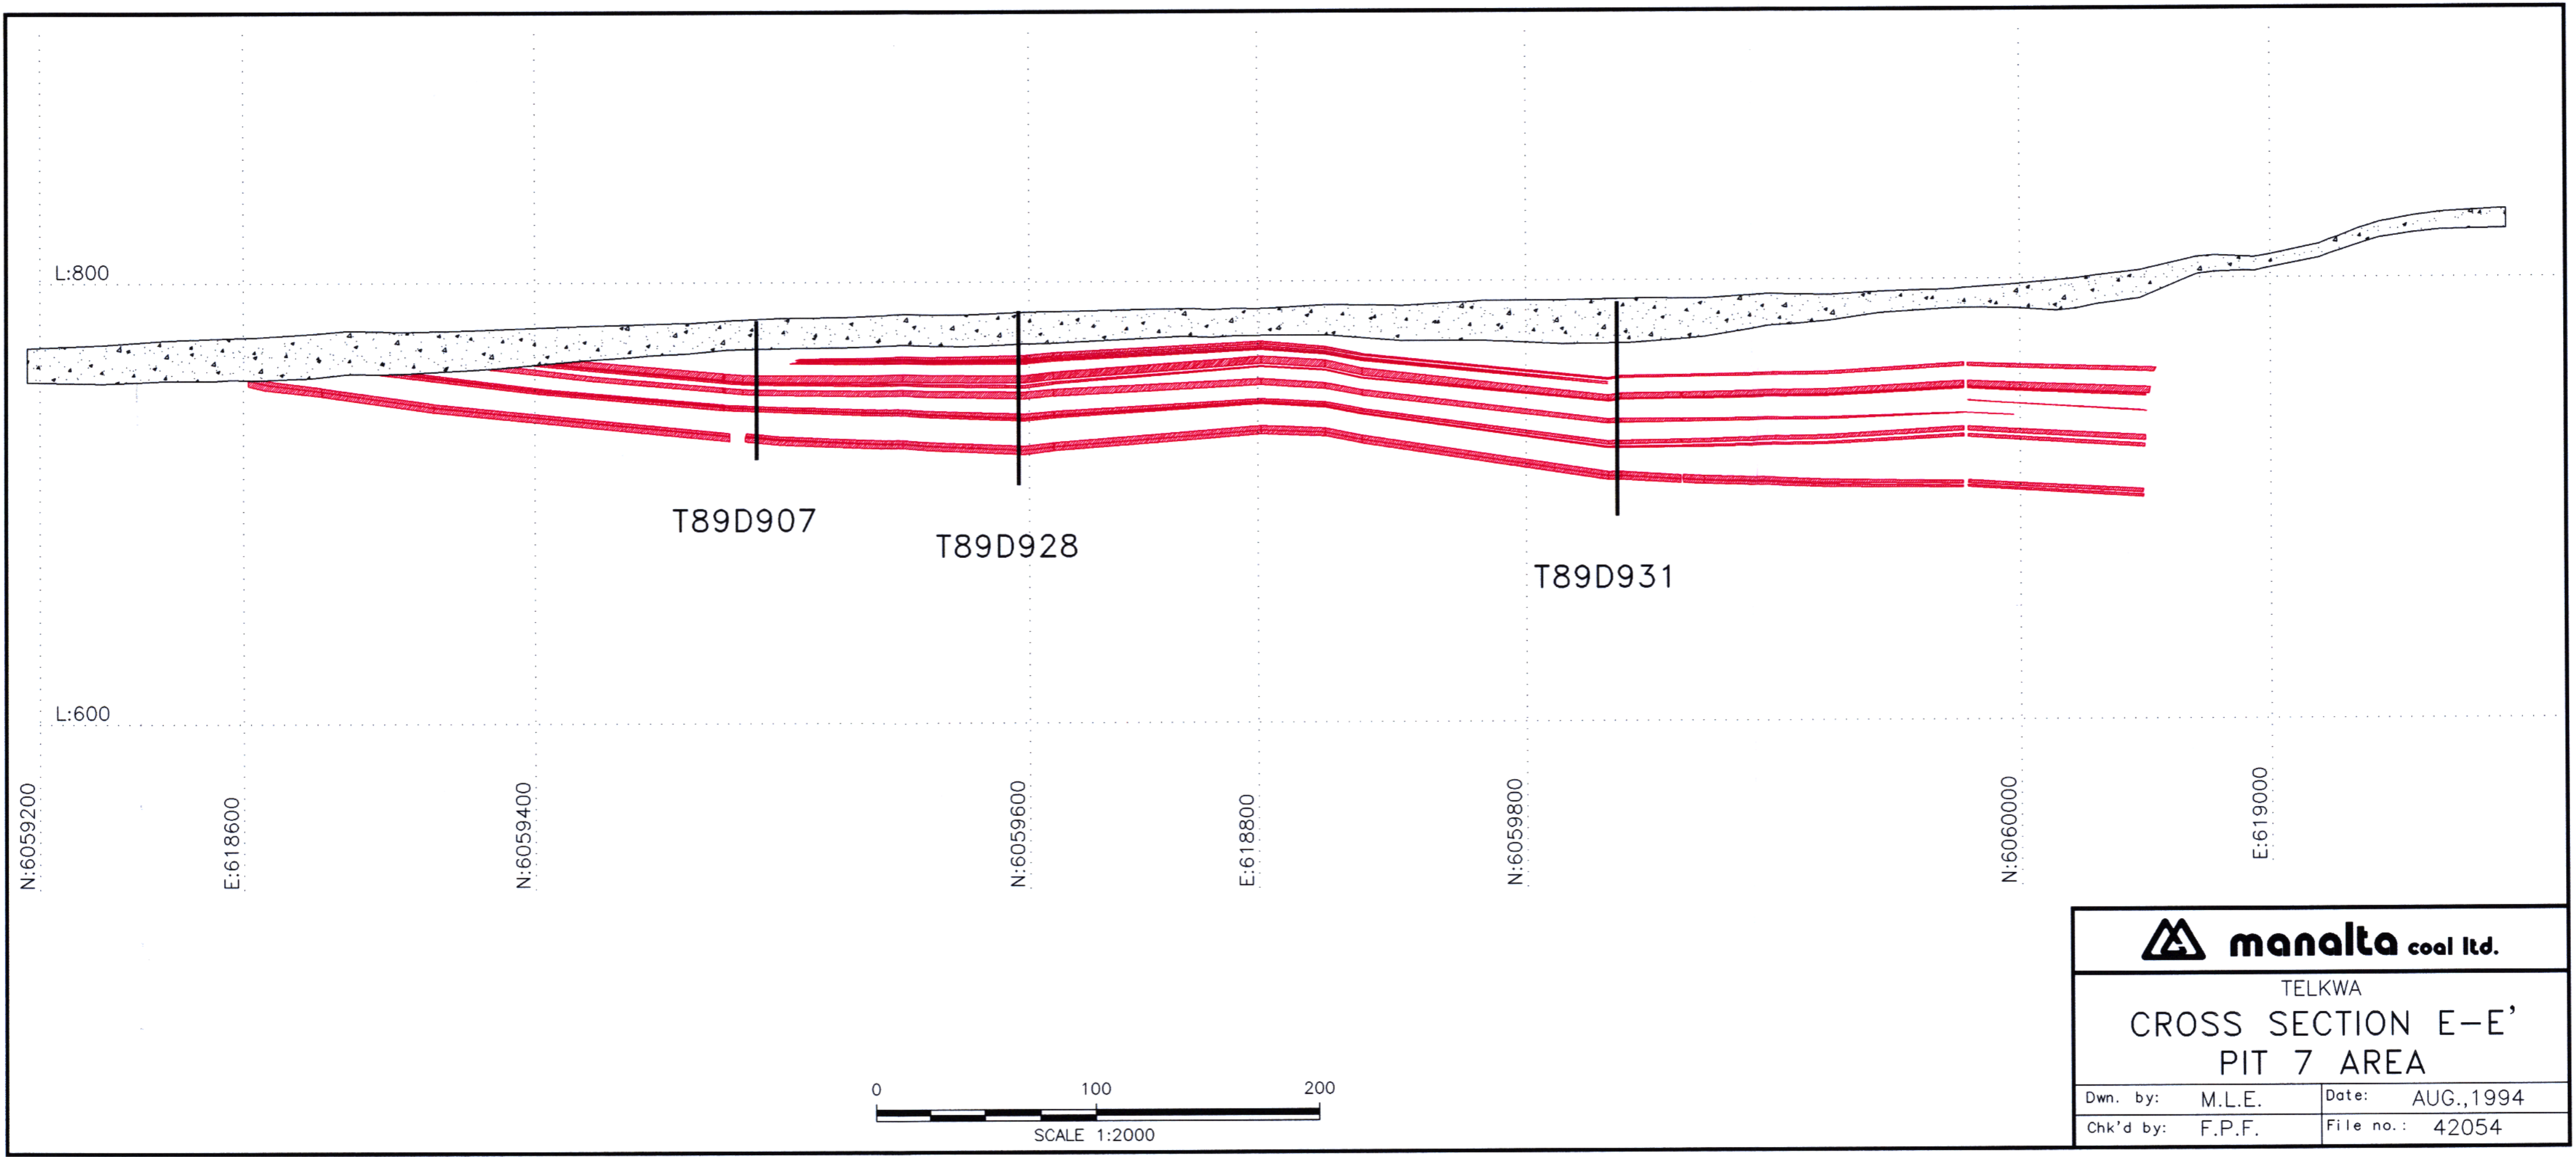 L:800
T89D907
T89D928
T89D931
L:600
N:6059200
E:618600
N:6059400
N:6059600
E:618800
N:6059800
N:6060000
E:619000
0 100 200
SCALE 1:2000
manalta coal ltd.
TELKWA
CROSS SECTION E-E'
PIT 7 AREA
Dwn. by: M.L.E. Date: AUG.,1994
Chk'd by: F.P.F. File no.: 42054